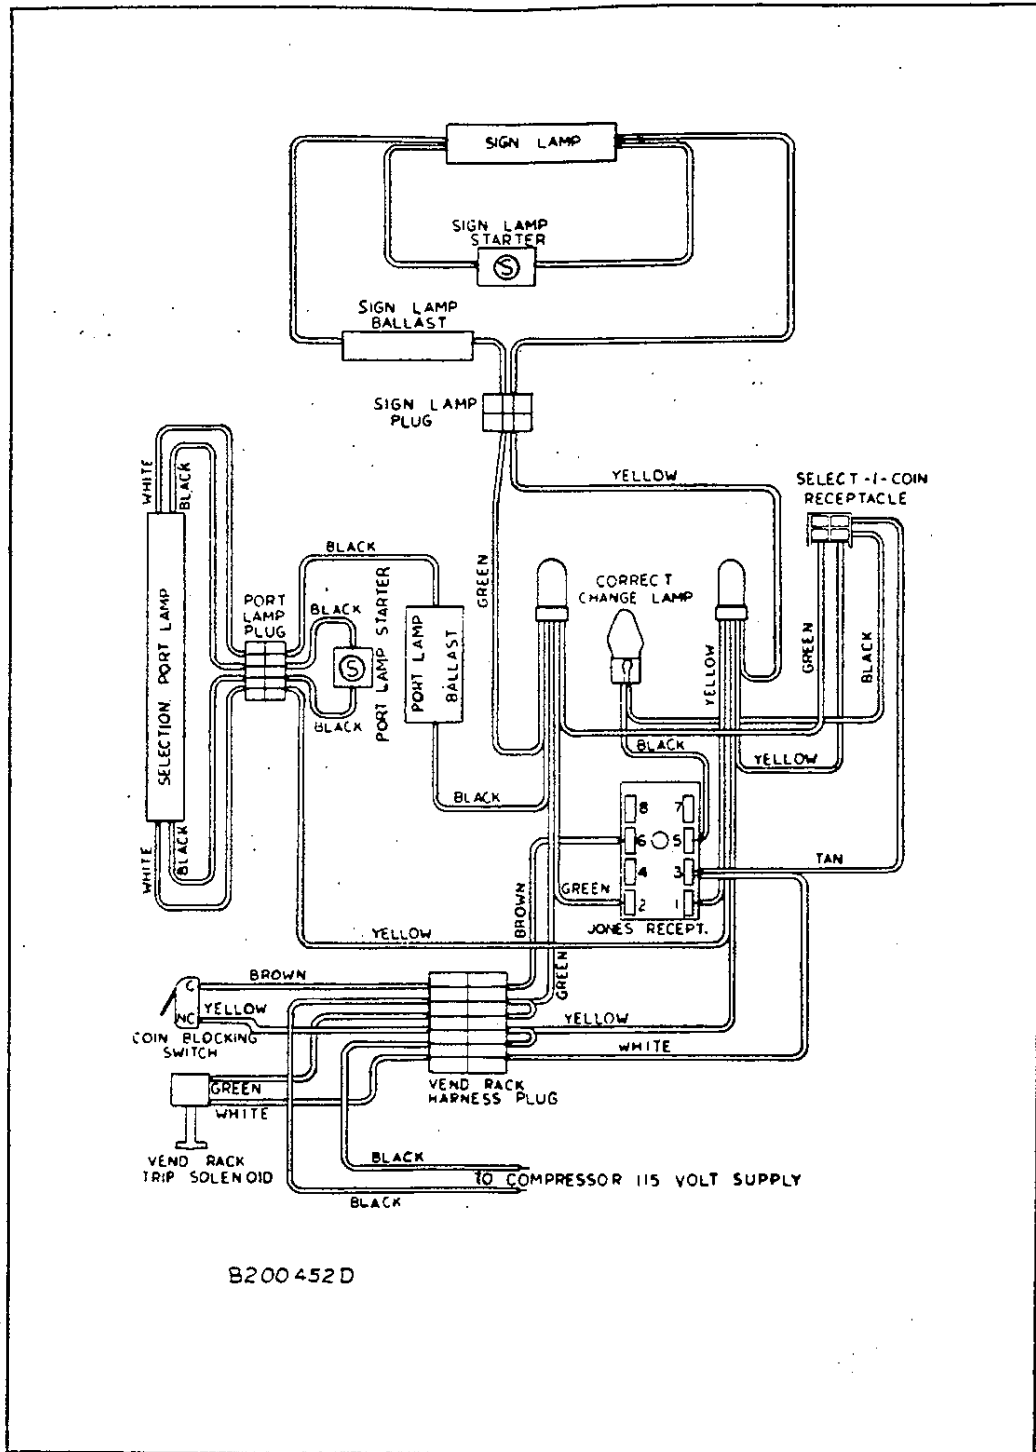 SIGN LAMP
SIGN LAMP
STARTER
S
SIGN LAMP
BALLAST
SIGN LAMP
PLUG
YELLOW
SELECT-I-COIN
RECEPTACLE
WHITE
BLACK
BLACK
GREEN
CORRECT
CHANGE LAMP
PORT
LAMP
PLUG
BLACK
S
BLACK
PORT LAMP STARTER
PORT LAMP
BALLAST
SELECTION PORT LAMP
YELLOW
GREEN
BLACK
BLACK
YELLOW
BLACK
8 7
6 5
4 3
2 1
JONES RECEPT.
TAN
WHITE
BLACK
BROWN
GREEN
YELLOW
GREEN
BROWN
C
YELLOW
NC
COIN BLOCKING
SWITCH
YELLOW
WHITE
GREEN
WHITE
VEND RACK
HARNESS PLUG
VEND RACK
TRIP SOLENOID
BLACK
TO COMPRESSOR 115 VOLT SUPPLY
BLACK
B200452D